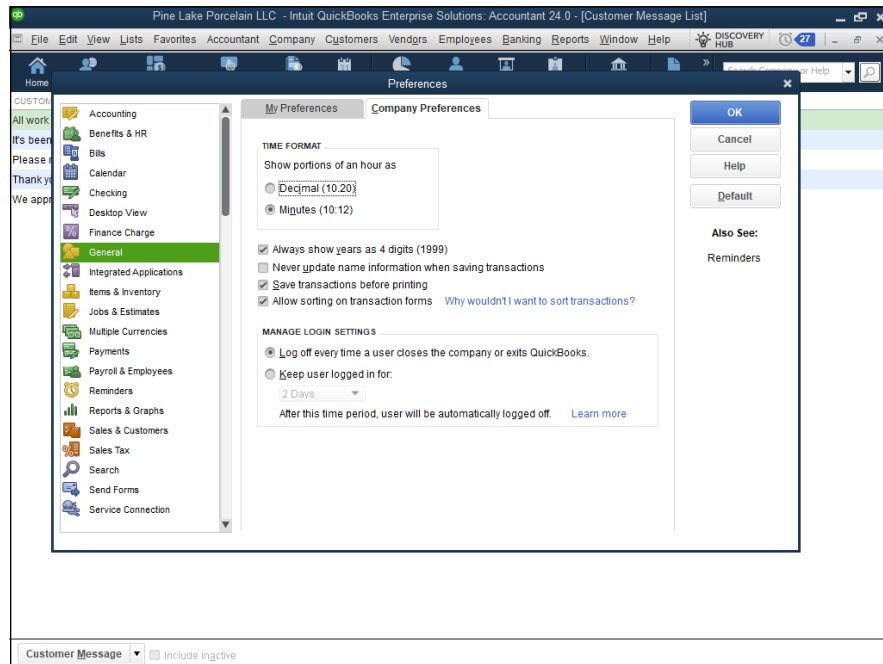 qb Pine Lake Porcelain LLC - Intuit QuickBooks Enterprise Solutions: Accountant 24.0 - [Customer Message List]
File Edit View Lists Favorites Accountant Company Customers Vendors Employees Banking Reports Window Help DISCOVERY HUB 27
Home » Search Company or Help
Preferences
CUSTOM
All work
It's been
Please r
Thank yo
We appr
Accounting
Benefits & HR
Bills
Calendar
Checking
Desktop View
Finance Charge
General
Integrated Applications
Items & Inventory
Jobs & Estimates
Multiple Currencies
Payments
Payroll & Employees
Reminders
Reports & Graphs
Sales & Customers
Sales Tax
Search
Send Forms
Service Connection
My Preferences Company Preferences
TIME FORMAT
Show portions of an hour as
Decimal (10.20)
Minutes (10:12)
Always show years as 4 digits (1999)
Never update name information when saving transactions
Save transactions before printing
Allow sorting on transaction forms Why wouldn't I want to sort transactions?
MANAGE LOGIN SETTINGS
Log off every time a user closes the company or exits QuickBooks.
Keep user logged in for:
2 Days
After this time period, user will be automatically logged off. Learn more
OK
Cancel
Help
Default
Also See:
Reminders
Customer Message Include inactive